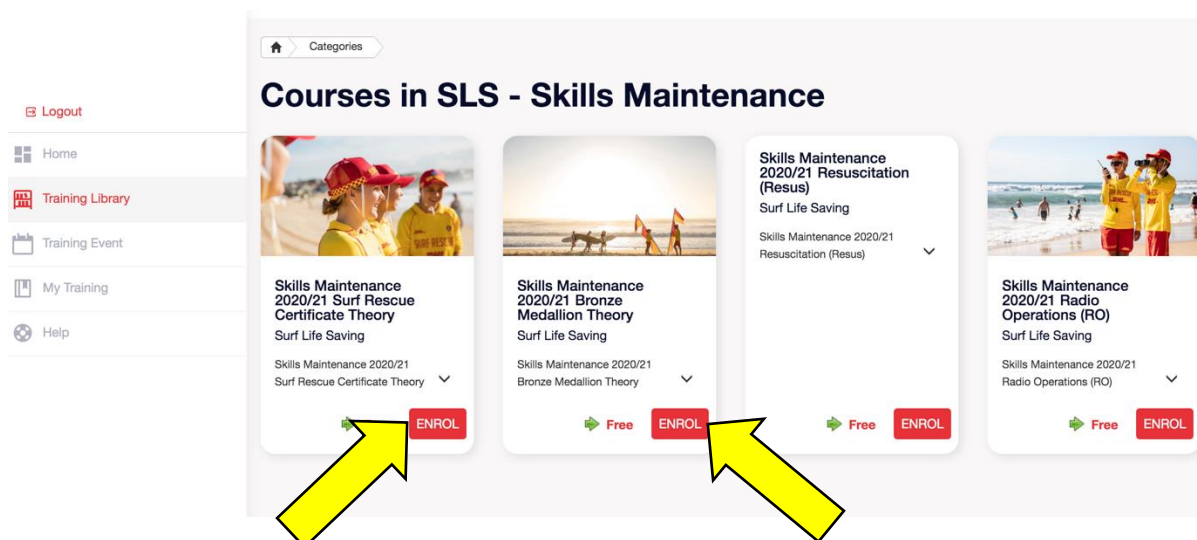 Categories
Courses in SLS - Skills Maintenance
Logout
Home
Training Library
Training Event
My Training
Help
Skills Maintenance
2020/21 Surf Rescue
Certificate Theory
Surf Life Saving
Skills Maintenance 2020/21
Surf Rescue Certificate Theory
ENROL
Skills Maintenance
2020/21 Bronze
Medallion Theory
Surf Life Saving
Skills Maintenance 2020/21
Bronze Medallion Theory
Free
ENROL
Skills Maintenance
2020/21 Resuscitation
(Resus)
Surf Life Saving
Skills Maintenance 2020/21
Resuscitation (Resus)
Free
ENROL
Skills Maintenance
2020/21 Radio
Operations (RO)
Surf Life Saving
Skills Maintenance 2020/21
Radio Operations (RO)
Free
ENROL
SURF RESCUE